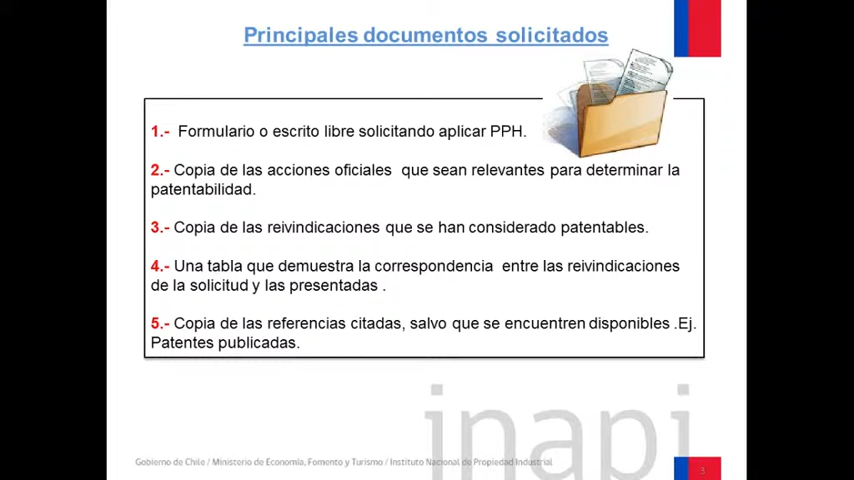 Principales documentos solicitados
1.- Formulario o escrito libre solicitando aplicar PPH.
2.- Copia de las acciones oficiales que sean relevantes para determinar la
patentabilidad.
3.- Copia de las reivindicaciones que se han considerado patentables.
4.- Una tabla que demuestra la correspondencia entre las reivindicaciones
de la solicitud y las presentadas .
5.- Copia de las referencias citadas, salvo que se encuentren disponibles .Ej.
Patentes publicadas.
inapi
Gobierno de Chile / Ministerio de Economía, Fomento y Turismo / Instituto Nacional de Propiedad Industrial
3